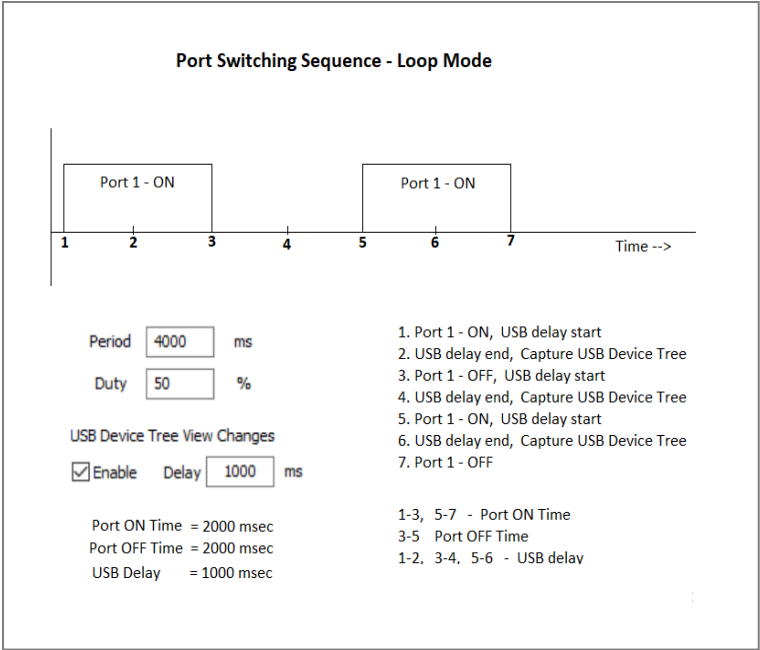 Port Switching Sequence - Loop Mode
Port 1 - ON
Port 1 - ON
1 2 3 4 5 6 7
Time -->
Period 4000 ms
Duty 50 %
USB Device Tree View Changes
Enable Delay 1000 ms
Port ON Time = 2000 msec
Port OFF Time = 2000 msec
USB Delay = 1000 msec
1. Port 1 - ON, USB delay start
2. USB delay end, Capture USB Device Tree
3. Port 1 - OFF, USB delay start
4. USB delay end, Capture USB Device Tree
5. Port 1 - ON, USB delay start
6. USB delay end, Capture USB Device Tree
7. Port 1 - OFF
1-3, 5-7 - Port ON Time
3-5 Port OFF Time
1-2, 3-4, 5-6 - USB delay